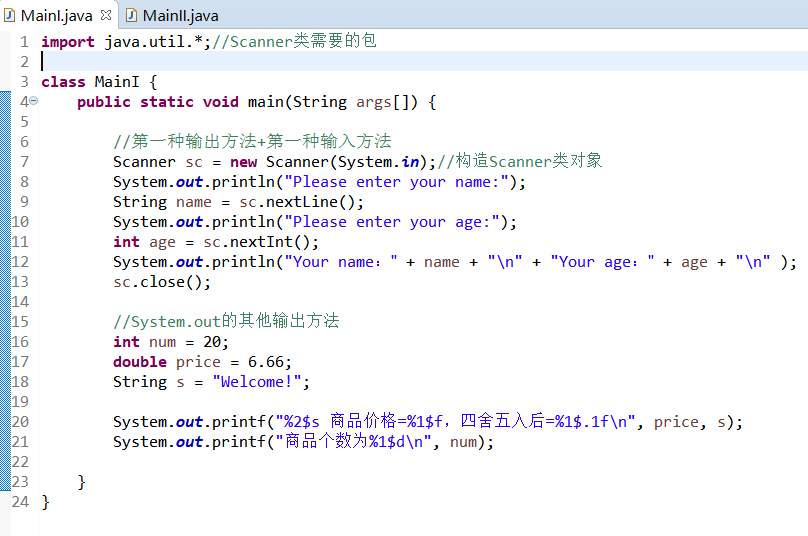 MainI.java MainII.java
1 import java.util.*;//Scanner类需要的包
2
3 class MainI {
4 public static void main(String args[]) {
5
6 //第一种输出方法+第一种输入方法
7 Scanner sc = new Scanner(System.in);//构造Scanner类对象
8 System.out.println("Please enter your name:");
9 String name = sc.nextLine();
10 System.out.println("Please enter your age:");
11 int age = sc.nextInt();
12 System.out.println("Your name：" + name + "\n" + "Your age：" + age + "\n" );
13 sc.close();
14
15 //System.out的其他输出方法
16 int num = 20;
17 double price = 6.66;
18 String s = "Welcome!";
19
20 System.out.printf("%2$s 商品价格=%1$f，四舍五入后=%1$.1f\n", price, s);
21 System.out.printf("商品个数为%1$d\n", num);
22
23 }
24 }